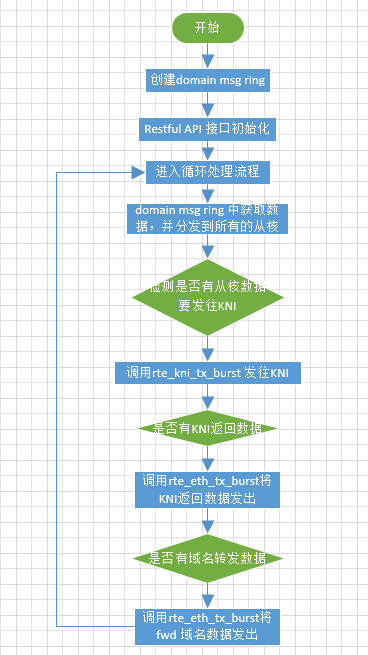 开始
创建domain msg ring
Restful API 接口初始化
进入循环处理流程
domain msg ring 中获取数
据，并分发到所有的从核
检测是否有从核数据
要发往KNI
调用rte_kni_tx_burst 发往KNI
是否有KNI返回数据
调用rte_eth_tx_burst将
KNI返回数据发出
是否有域名转发数据
调用rte_eth_tx_burst将
fwd 域名数据发出